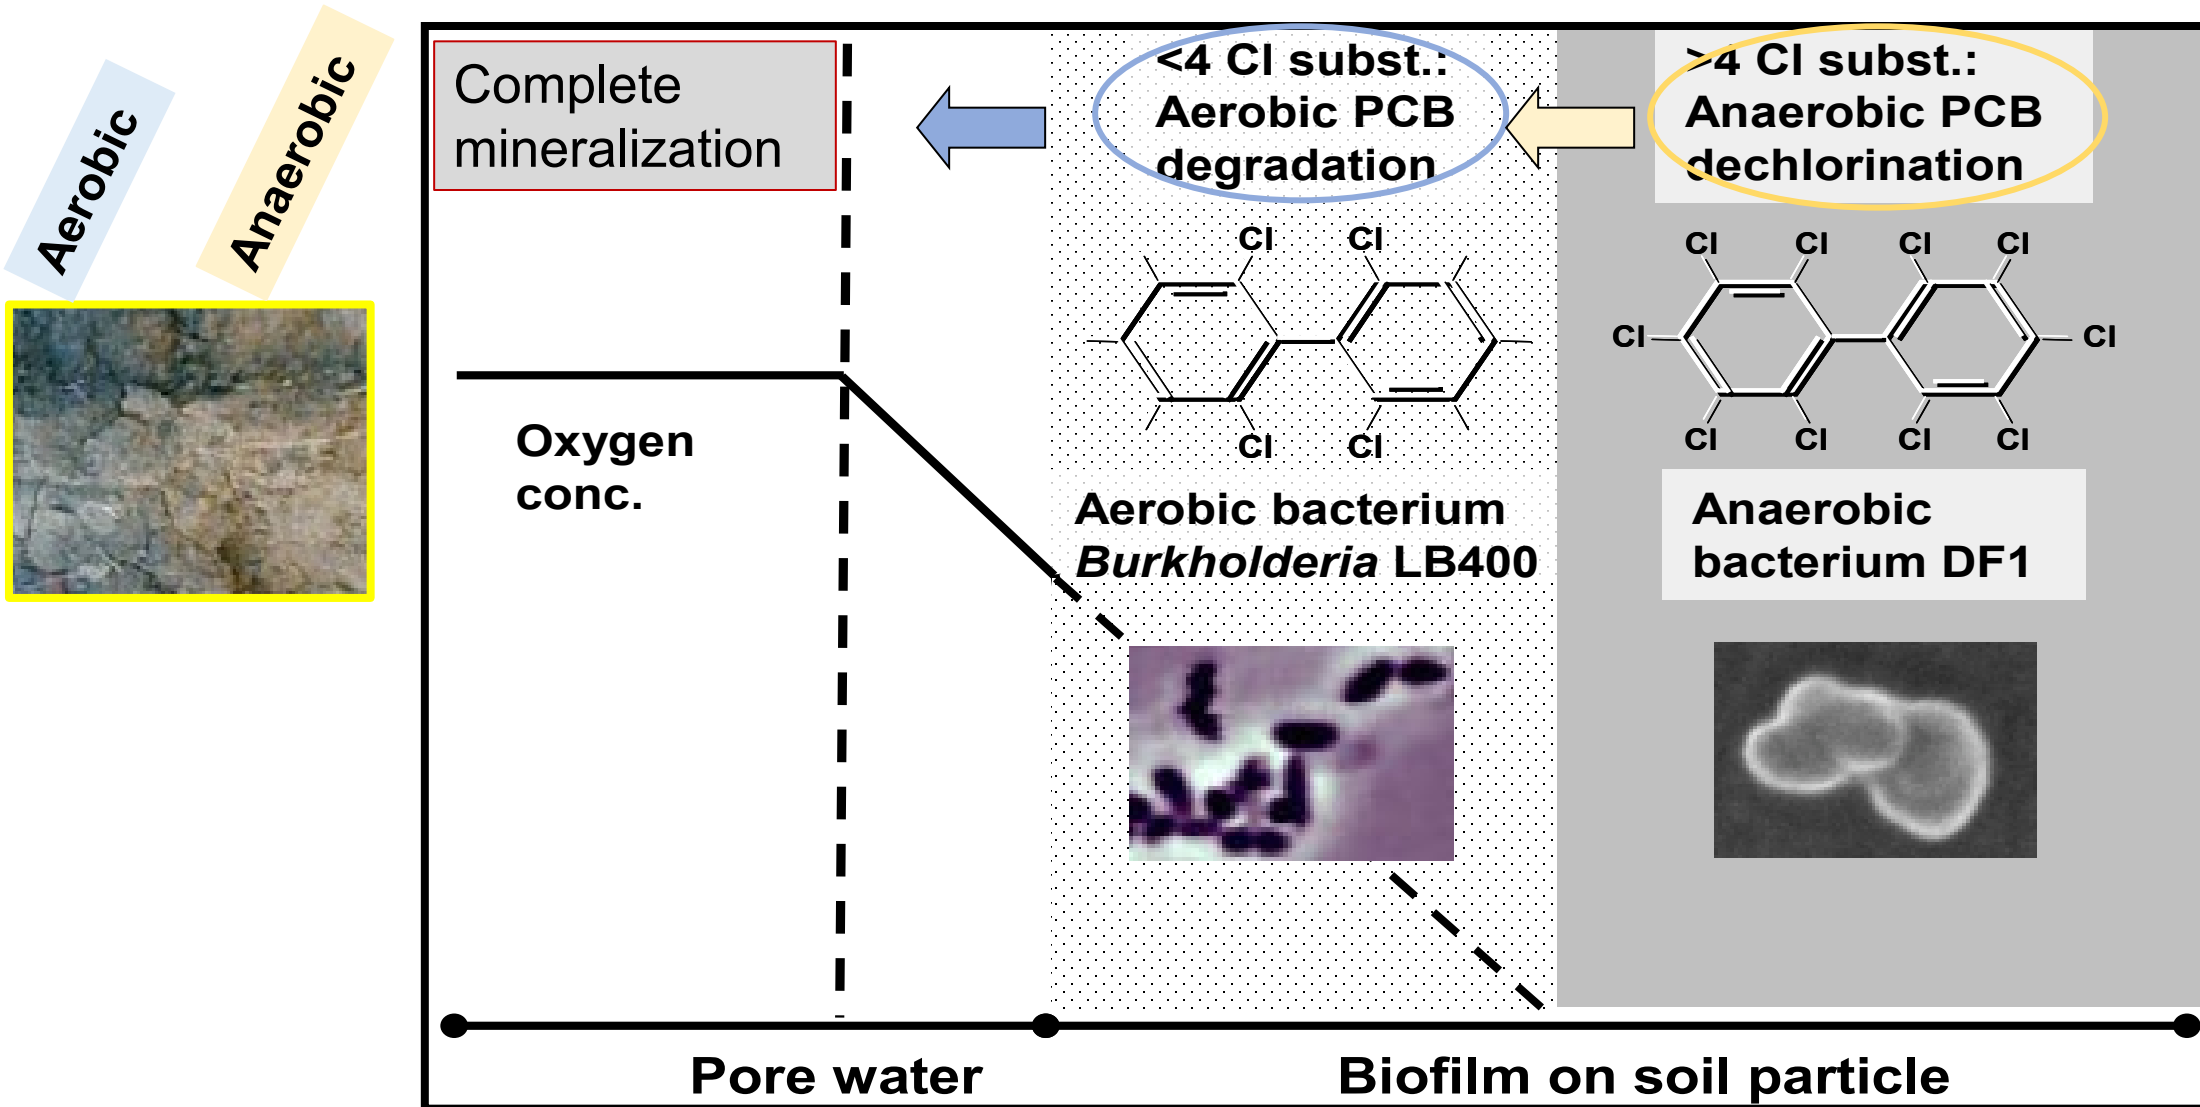 Aerobic
Anaerobic
Complete
mineralization
<4 Cl subst.:
Aerobic PCB
degradation
>4 Cl subst.:
Anaerobic PCB
dechlorination
Cl Cl
Cl Cl
Cl Cl Cl Cl
Cl Cl
Cl Cl Cl Cl
Oxygen
conc.
Aerobic bacterium
Burkholderia LB400
Anaerobic
bacterium DF1
Pore water
Biofilm on soil particle